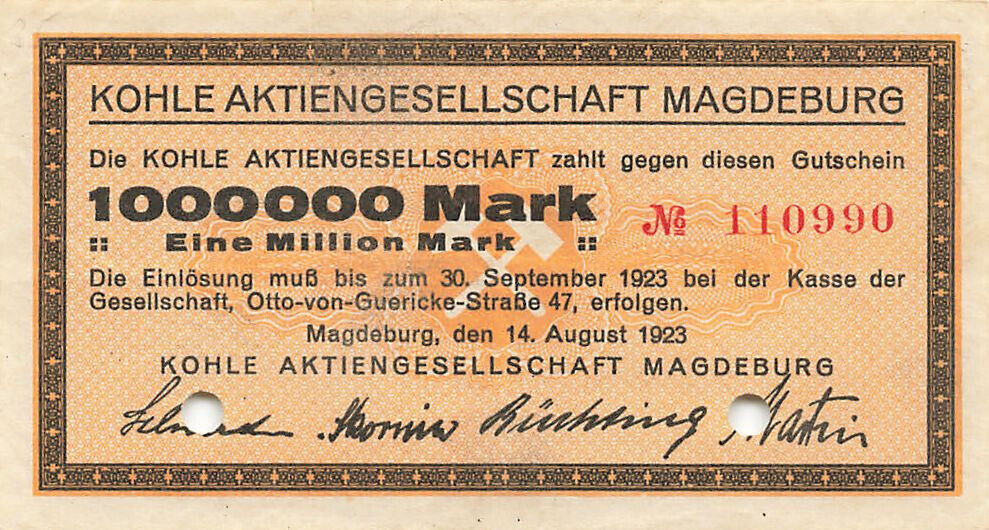 KOHLE AKTIENGESELLSCHAFT MAGDEBURG
Die KOHLE AKTIENGESELLSCHAFT zahlt gegen diesen Gutschein
1000000 Mark
:: Eine Million Mark ::
№ 110990
Die Einlösung muß bis zum 30. September 1923 bei der Kasse der
Gesellschaft, Otto-von-Guericke-Straße 47, erfolgen.
Magdeburg, den 14. August 1923
KOHLE AKTIENGESELLSCHAFT MAGDEBURG